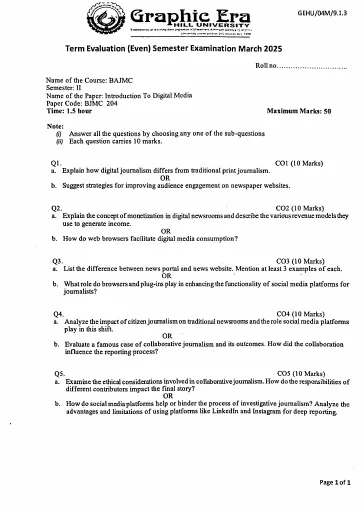 GEHU/04M/9.1.3
Graphic Era
HILL UNIVERSITY
Term Evaluation (Even) Semester Examination March 2025
Roll no..............................
Name of the Course: BAJMC
Semester: II
Name of the Paper: Introduction To Digital Media
Paper Code: BJMC 204
Time: 1.5 hour Maximum Marks: 50
Note:
(i) Answer all the questions by choosing any one of the sub-questions
(ii) Each question carries 10 marks.
Q1. CO1 (10 Marks)
a. Explain how digital journalism differs from traditional print journalism.
OR
b. Suggest strategies for improving audience engagement on newspaper websites.
Q2. CO2 (10 Marks)
a. Explain the concept of monetization in digital newsrooms and describe the various revenue models they
use to generate income.
OR
b. How do web browsers facilitate digital media consumption?
Q3. CO3 (10 Marks)
a. List the difference between news portal and news website. Mention at least 3 examples of each.
OR
b. What role do browsers and plug-ins play in enhancing the functionality of social media platforms for
journalists?
Q4. CO4 (10 Marks)
a. Analyze the impact of citizen journalism on traditional newsrooms and the role social media platforms
play in this shift.
OR
b. Evaluate a famous case of collaborative journalism and its outcomes. How did the collaboration
influence the reporting process?
Q5. CO5 (10 Marks)
a. Examine the ethical considerations involved in collaborative journalism. How do the responsibilities of
different contributors impact the final story?
OR
b. How do social media platforms help or hinder the process of investigative journalism? Analyze the
advantages and limitations of using platforms like LinkedIn and Instagram for deep reporting.
Page 1 of 1